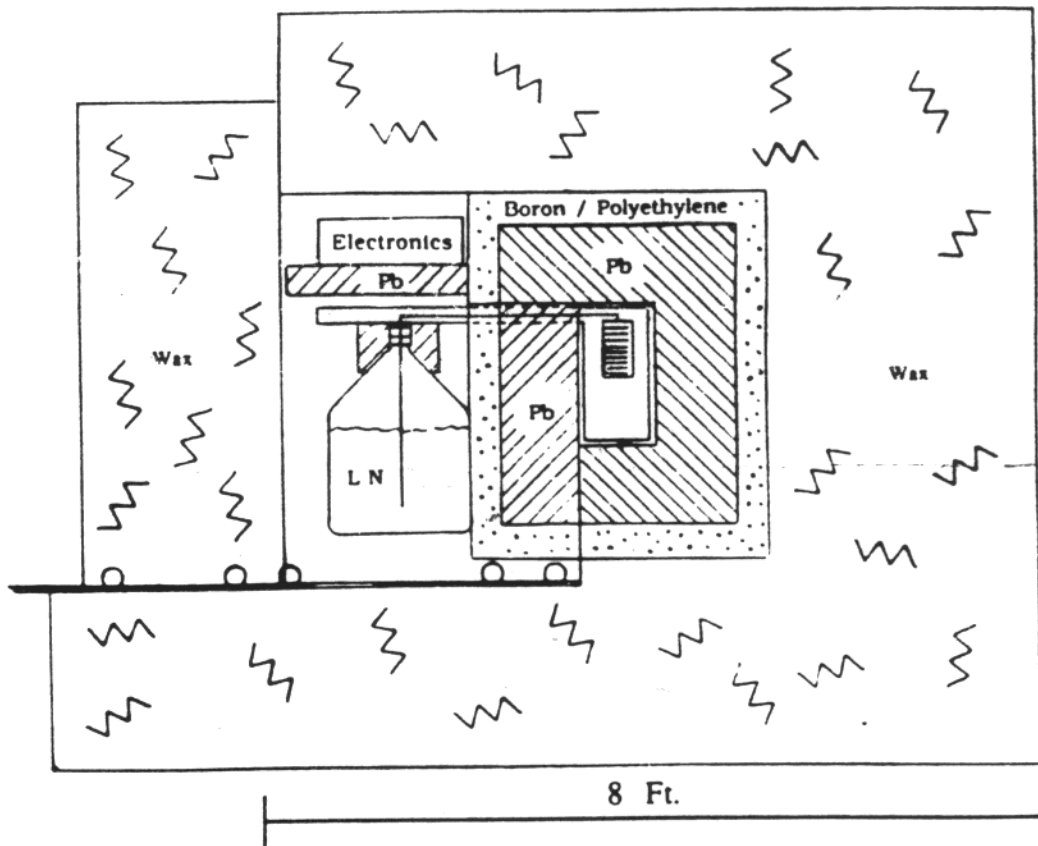 Boron / Polyethylene
Electronics
Pb
Pb
Wax
Wax
Pb
L N
8 Ft.